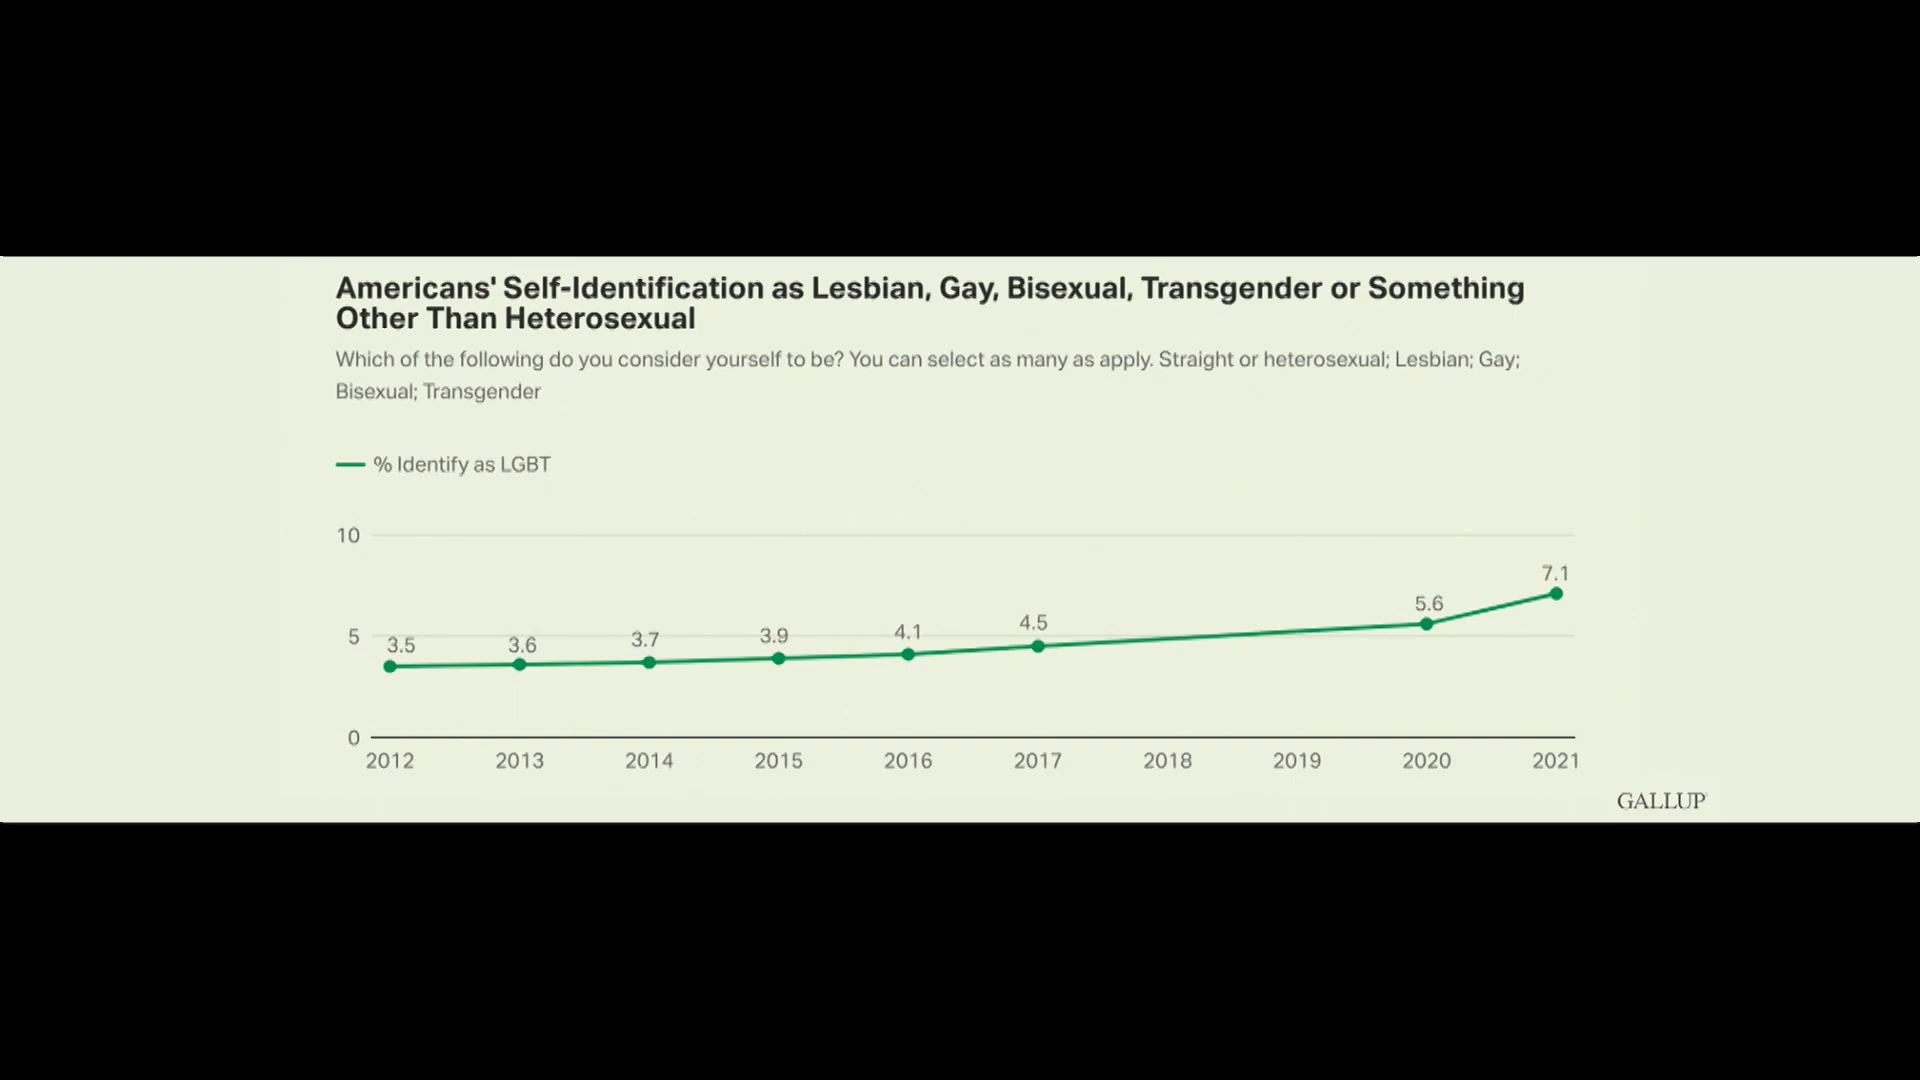 Americans' Self-Identification as Lesbian, Gay, Bisexual, Transgender or Something
Other Than Heterosexual
Which of the following do you consider yourself to be? You can select as many as apply. Straight or heterosexual; Lesbian; Gay;
Bisexual; Transgender
% Identify as LGBT
10
7.1
5.6
4.5
4.1
3.9
3.7
3.6
3.5
5
0
2012 2013 2014 2015 2016 2017 2018 2019 2020 2021
GALLUP